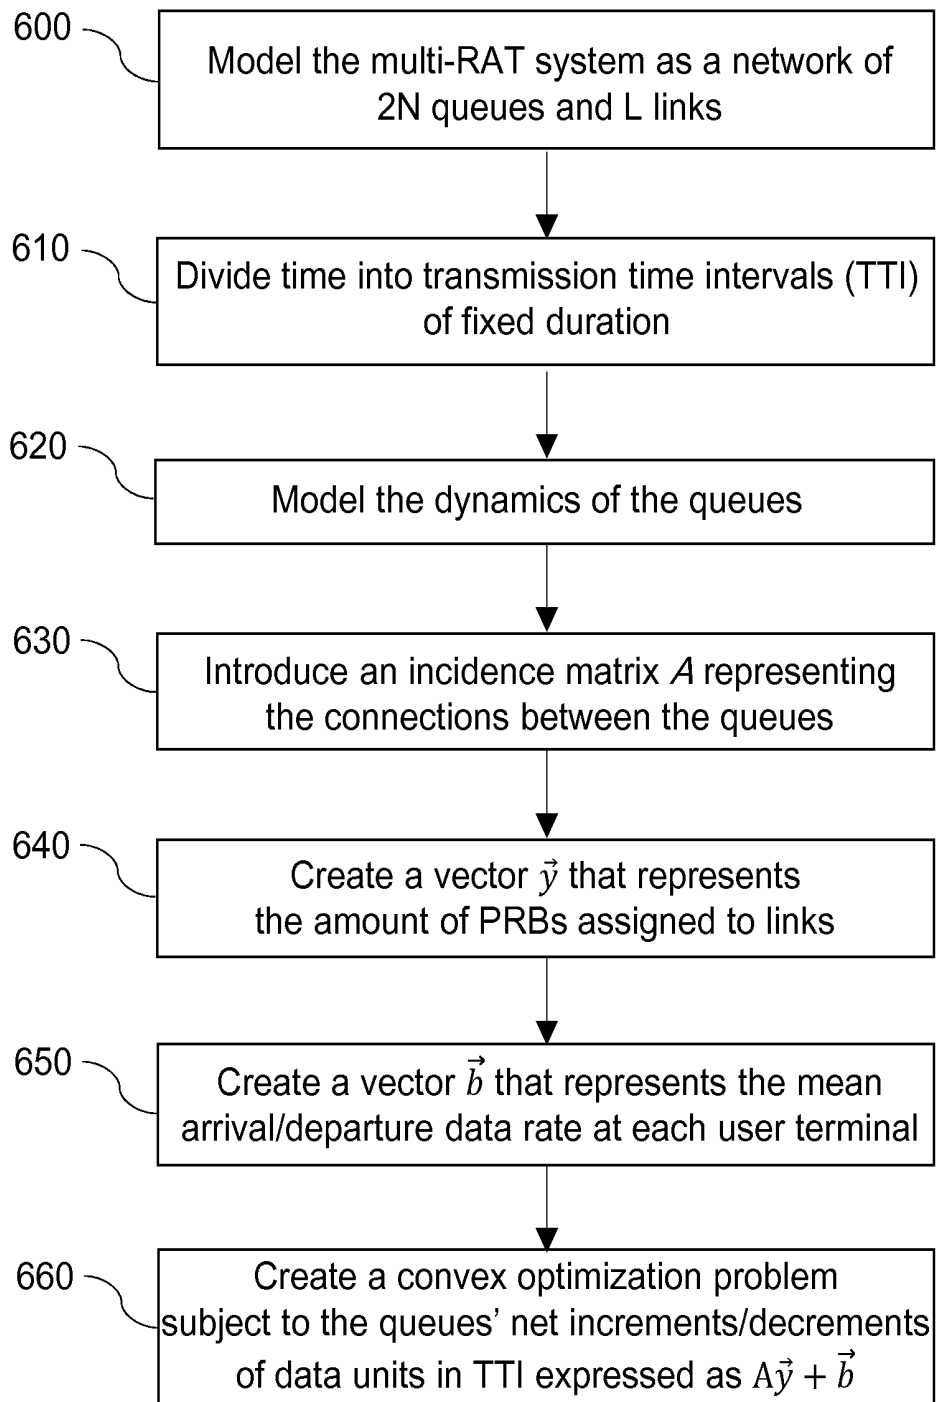 600
Model the multi-RAT system as a network of
2N queues and L links
610
Divide time into transmission time intervals (TTI)
of fixed duration
620
Model the dynamics of the queues
630
Introduce an incidence matrix A representing
the connections between the queues
640
Create a vector y⃗ that represents
the amount of PRBs assigned to links
650
Create a vector b⃗ that represents the mean
arrival/departure data rate at each user terminal
660
Create a convex optimization problem
subject to the queues’ net increments/decrements
of data units in TTI expressed as Ay⃗ + b⃗